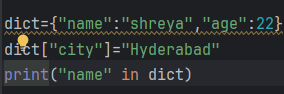 dict={"name":"shreya","age":22}
dict["city"]="Hyderabad"
print("name" in dict)